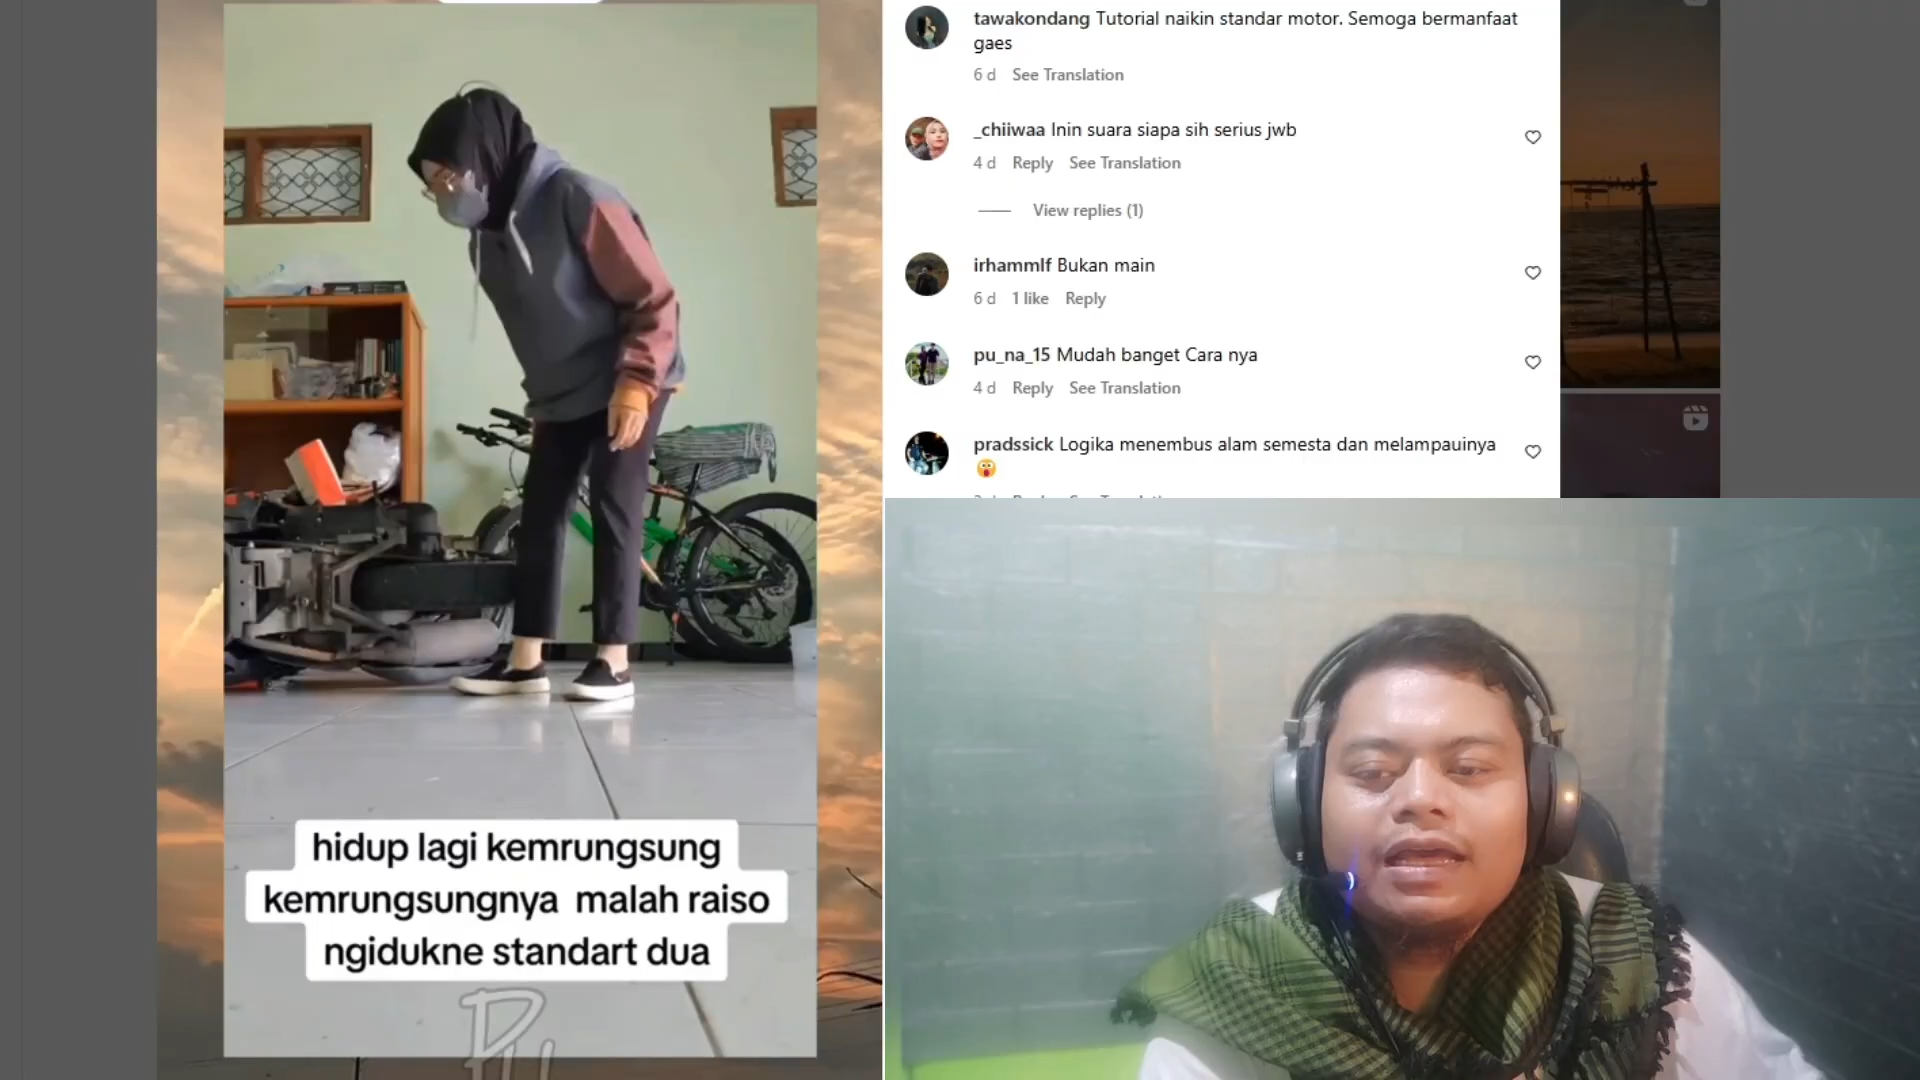 hidup lagi kemrungsung
kemrungsungnya malah raiso
ngidukne standart dua
tawakondang Tutorial naikin standar motor. Semoga bermanfaat
gaes
6 d See Translation
_chiiwaa Inin suara siapa sih serius jwb
4 d Reply See Translation
View replies (1)
irhammlf Bukan main
6 d 1 like Reply
pu_na_15 Mudah banget Cara nya
4 d Reply See Translation
pradssick Logika menembus alam semesta dan melampauinya
😲